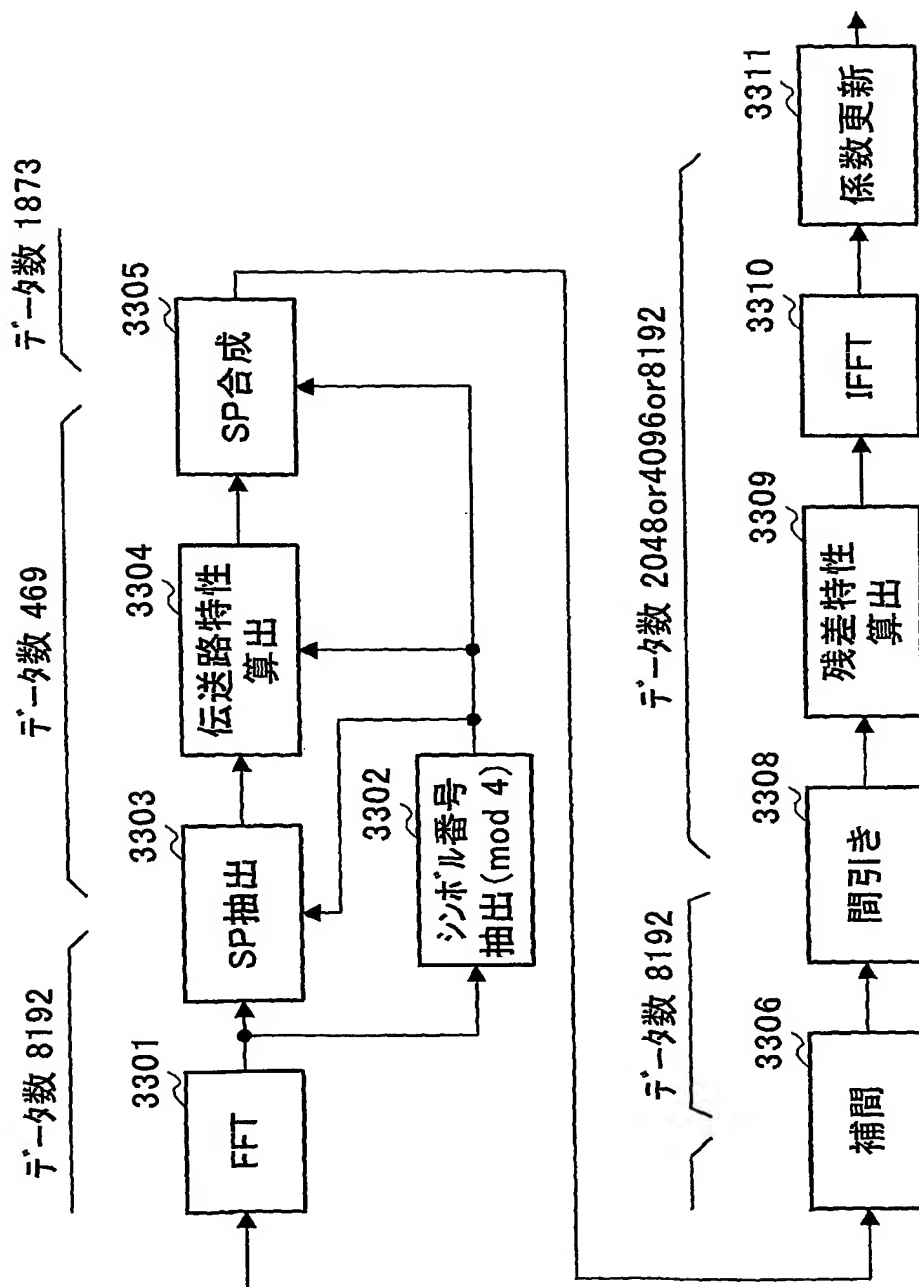 データ数 8192
データ数 469
データ数 1873
3301
FFT
3303
SP抽出
3304
伝送路特性
算出
3305
SP合成
3302
シンボル番号
抽出(mod 4)
データ数 8192
データ数 2048or4096or8192
3306
補間
3308
間引き
3309
残差特性
算出
3310
IFFT
3311
係数更新